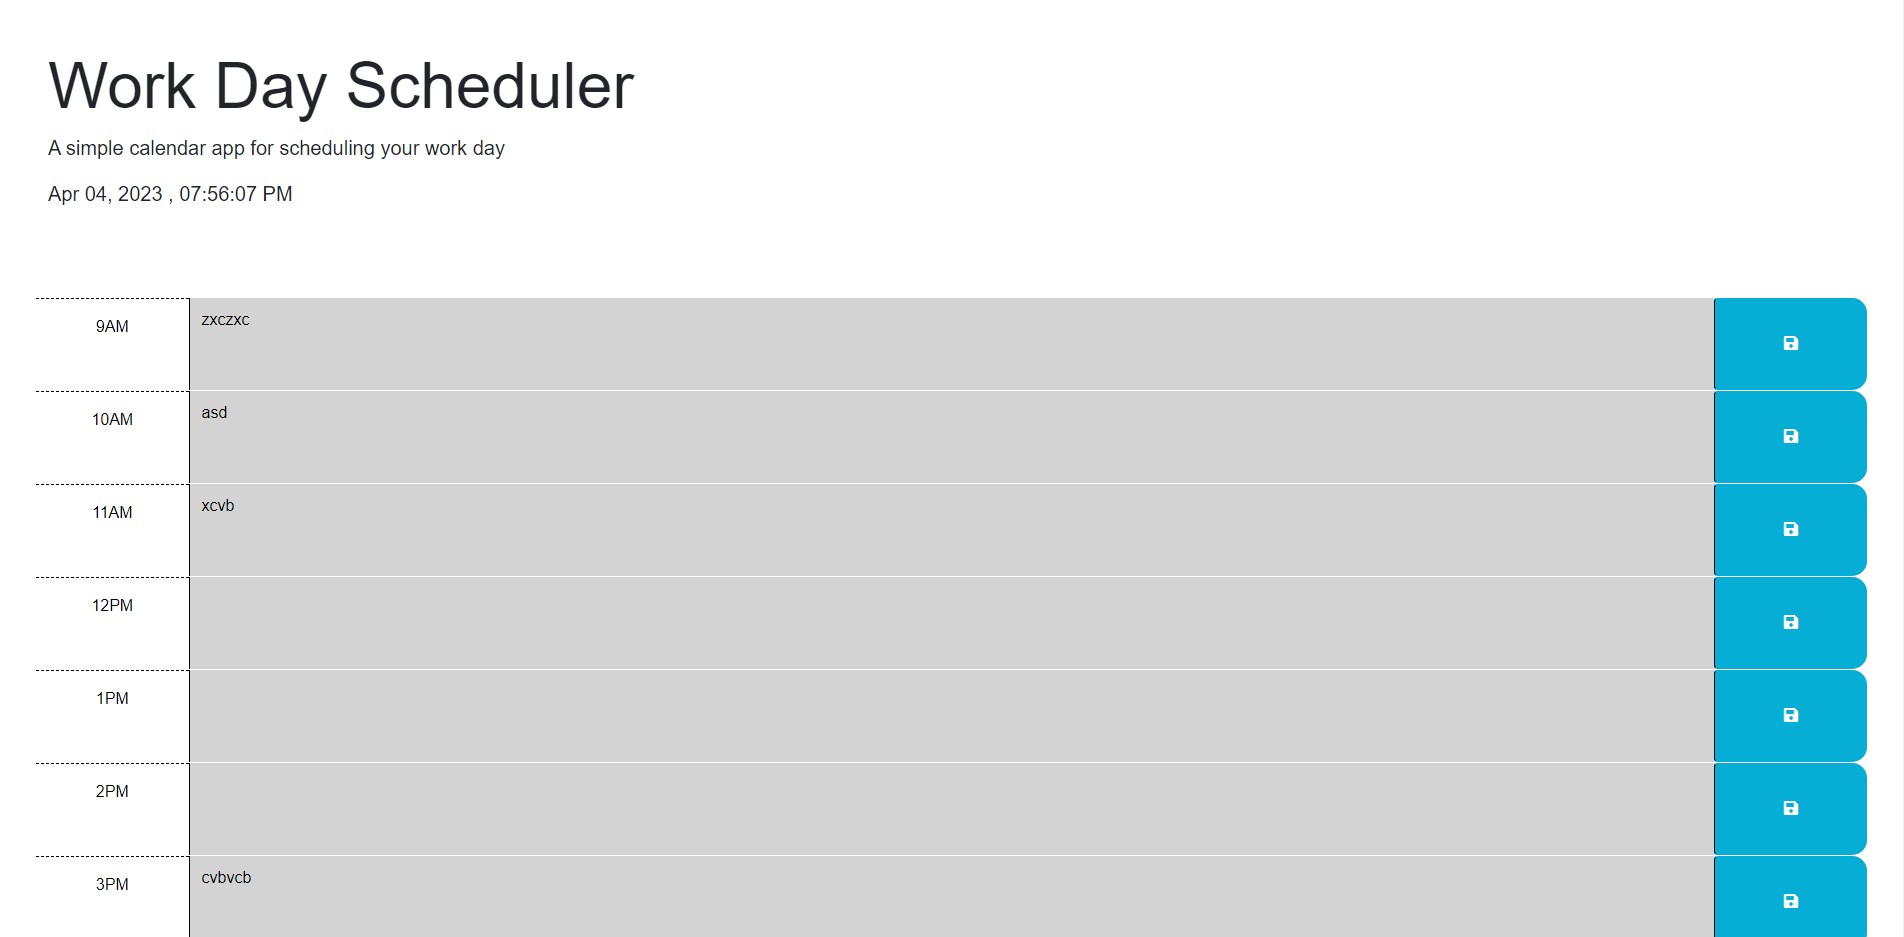 Work Day Scheduler
A simple calendar app for scheduling your work day
Apr 04, 2023 , 07:56:07 PM
9AM zxczxc
10AM asd
11AM xcvb
12PM
1PM
2PM
3PM cvbvcb